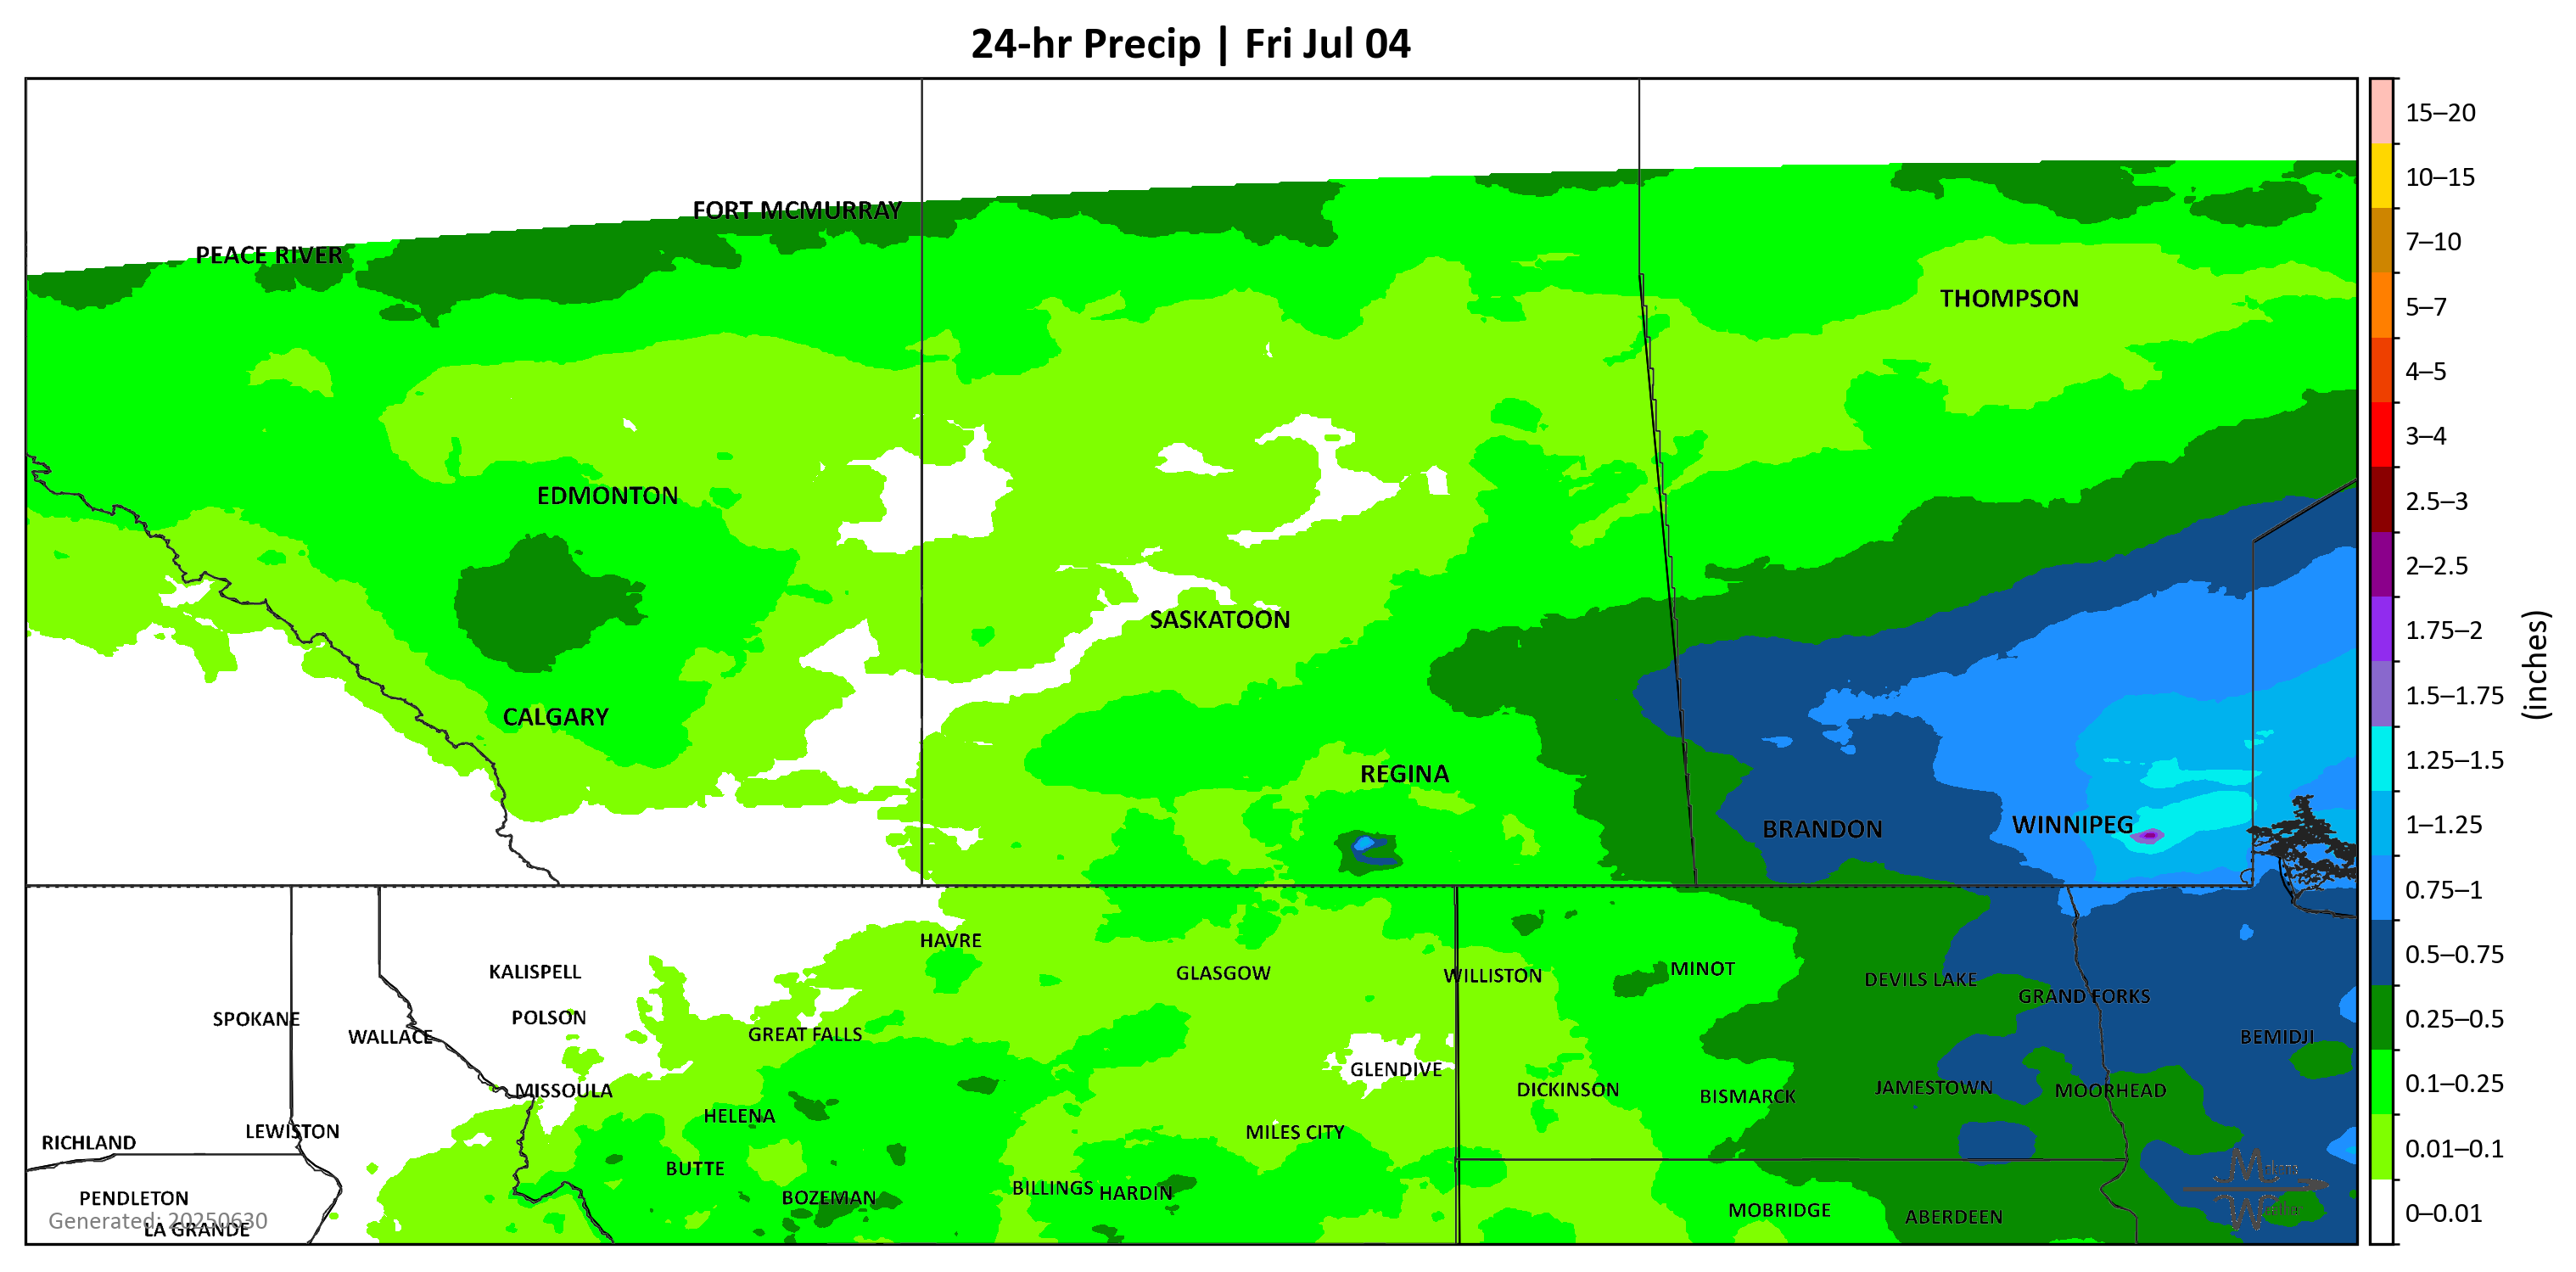 24-hr Precip | Fri Jul 04
15–20
10–15
7–10
5–7
4–5
3–4
2.5–3
2–2.5
1.75–2
1.5–1.75
1.25–1.5
1–1.25
0.75–1
0.5–0.75
0.25–0.5
0.1–0.25
0.01–0.1
0–0.01
(inches)
FORT MCMURRAY
PEACE RIVER
THOMPSON
EDMONTON
SASKATOON
CALGARY
REGINA
BRANDON
WINNIPEG
HAVRE
KALISPELL
GLASGOW
WILLISTON
MINOT
DEVILS LAKE
GRAND FORKS
SPOKANE
POLSON
WALLACE
GREAT FALLS
BEMIDJI
GLENDIVE
MISSOULA
DICKINSON
BISMARCK
JAMESTOWN
MOORHEAD
HELENA
LEWISTON
MILES CITY
RICHLAND
BUTTE
BILLINGS
HARDIN
PENDLETON
BOZEMAN
MOBRIDGE
ABERDEEN
Generated: 20250630
LA GRANDE